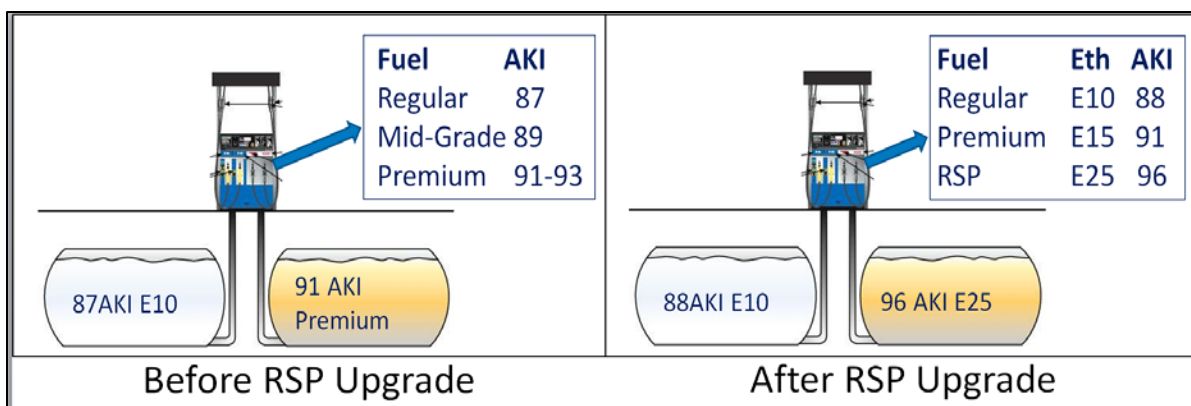 Fuel AKI
Regular 87
Mid-Grade 89
Premium 91-93
87AKI E10
91 AKI
Premium
Before RSP Upgrade
Fuel Eth AKI
Regular E10 88
Premium E15 91
RSP E25 96
88AKI E10
96 AKI E25
After RSP Upgrade